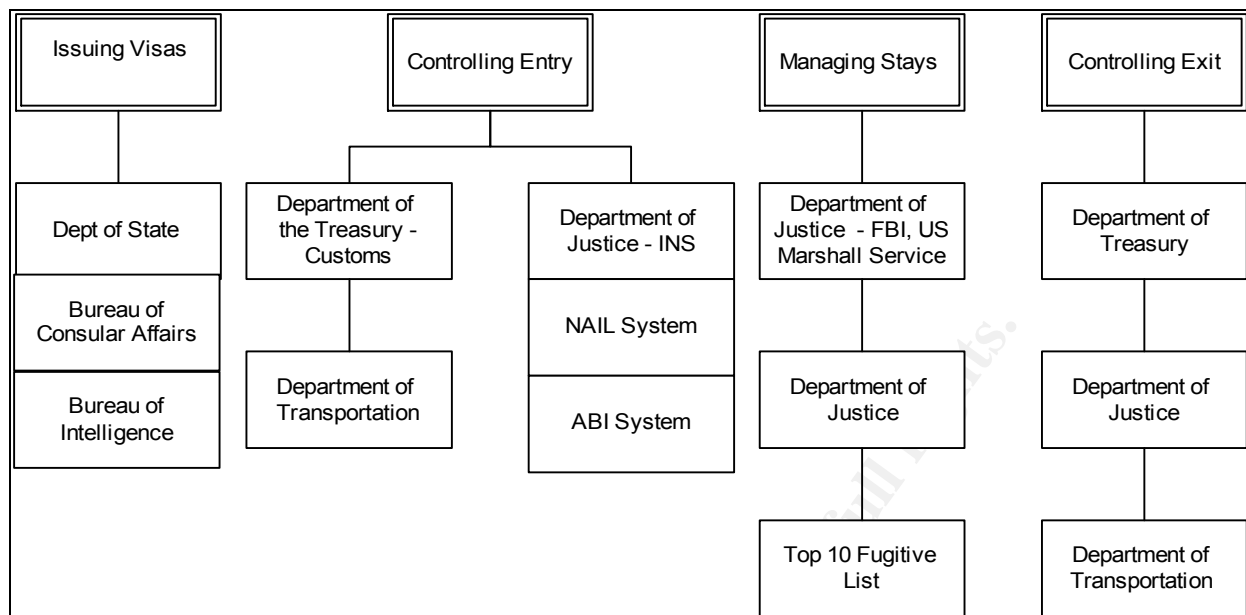 Issuing Visas
Controlling Entry
Managing Stays
Controlling Exit
Dept of State
Bureau of
Consular Affairs
Bureau of
Intelligence
Department of
the Treasury -
Customs
Department of
Transportation
Department of
Justice - INS
NAIL System
ABI System
Department of
Justice - FBI, US
Marshall Service
Department of
Justice
Top 10 Fugitive
List
Department of
Treasury
Department of
Justice
Department of
Transportation
full